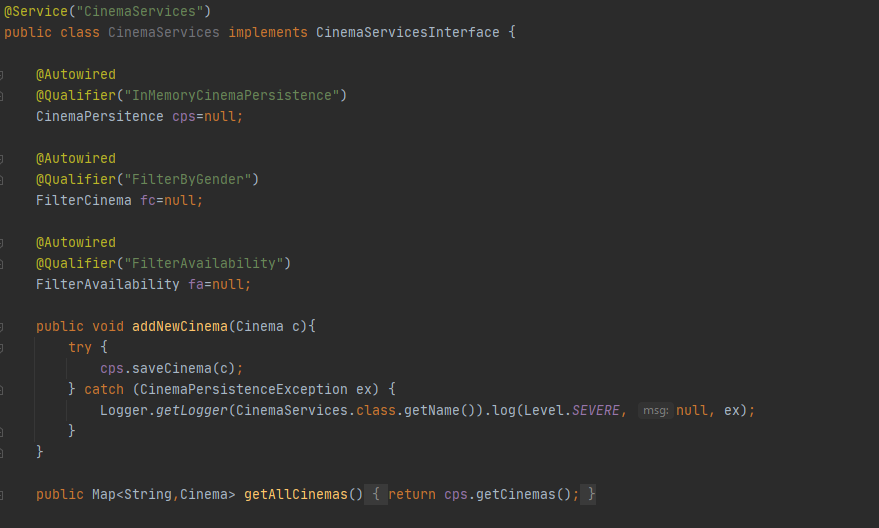 @Service("CinemaServices")
public class CinemaServices implements CinemaServicesInterface {
@Autowired
@Qualifier("InMemoryCinemaPersistence")
CinemaPersitence cps=null;
@Autowired
@Qualifier("FilterByGender")
FilterCinema fc=null;
@Autowired
@Qualifier("FilterAvailability")
FilterAvailability fa=null;
public void addNewCinema(Cinema c){
try {
cps.saveCinema(c);
} catch (CinemaPersistenceException ex) {
Logger.getLogger(CinemaServices.class.getName()).log(Level.SEVERE, msg: null, ex);
}
}
public Map<String,Cinema> getAllCinemas() { return cps.getCinemas(); }